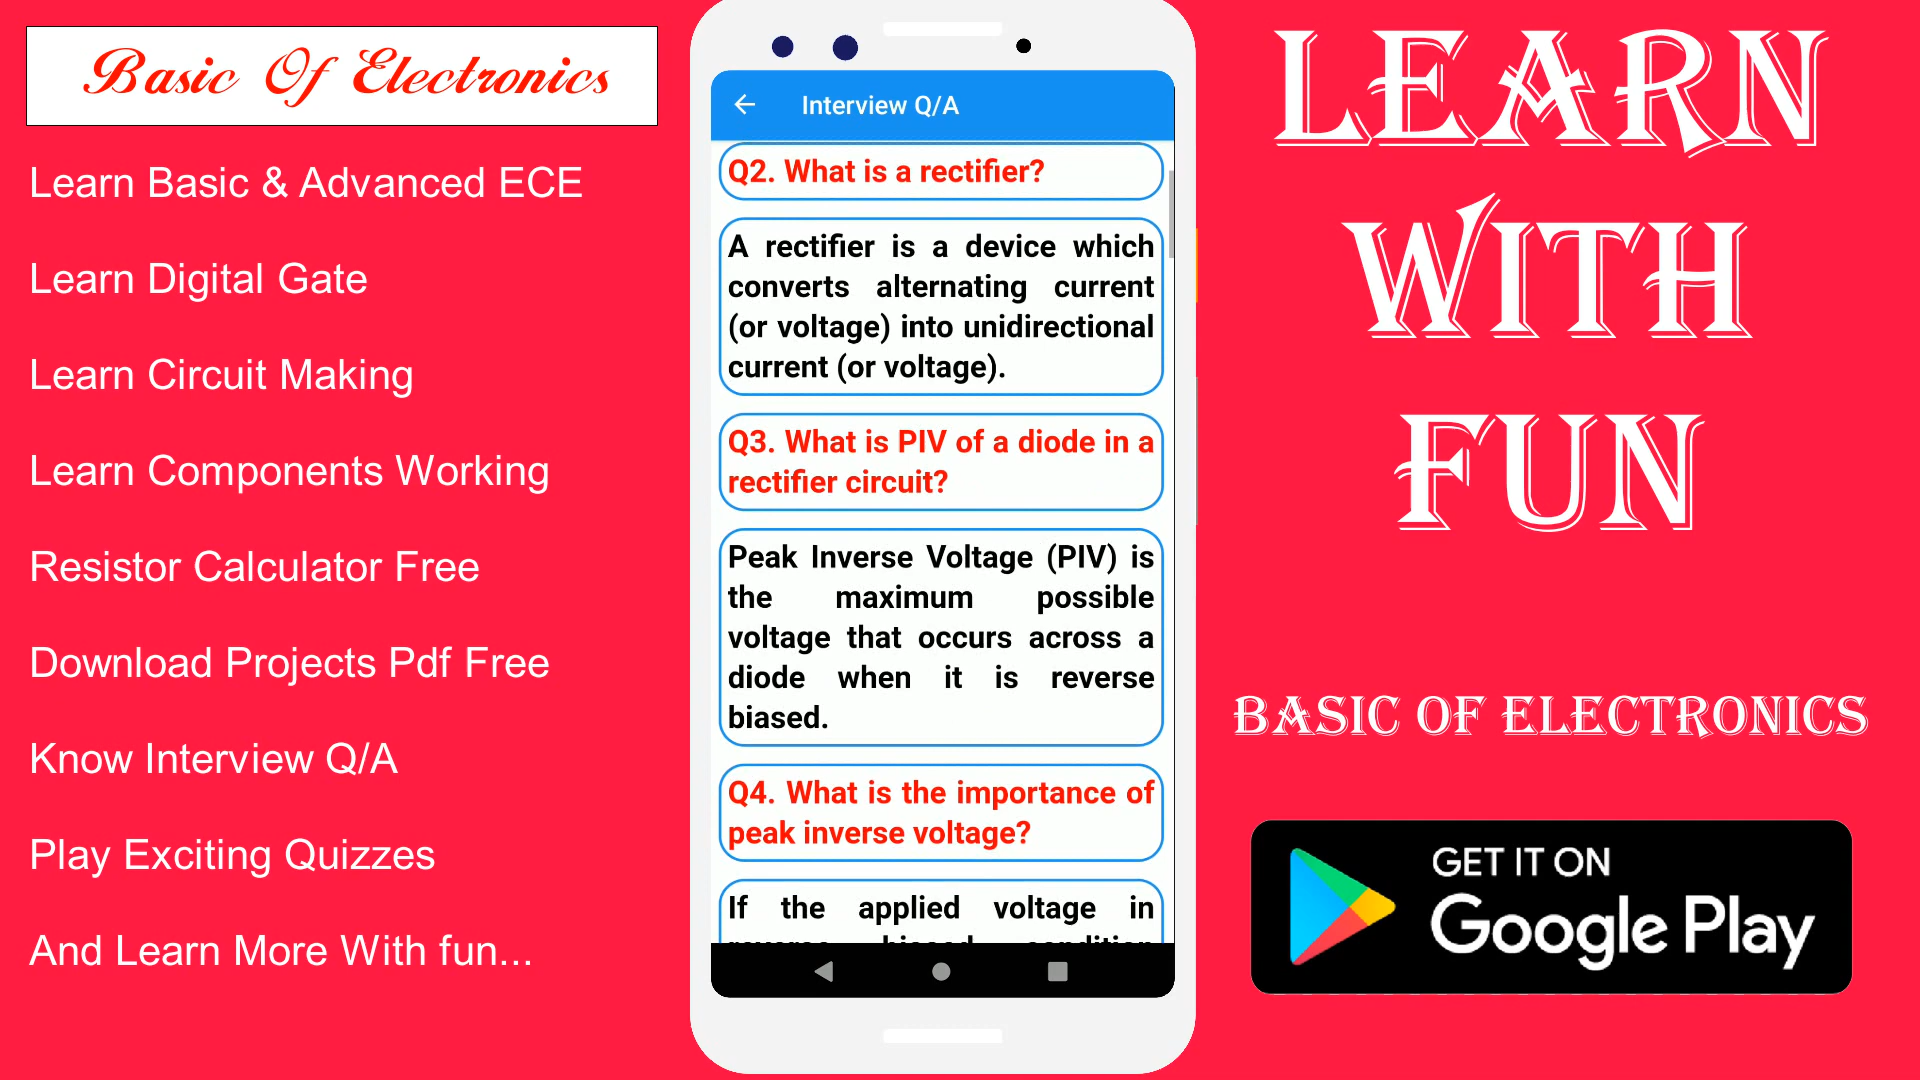 Basic Of Electronics
Learn Basic & Advanced ECE
Learn Digital Gate
Learn Circuit Making
Learn Components Working
Resistor Calculator Free
Download Projects Pdf Free
Know Interview Q/A
Play Exciting Quizzes
And Learn More With fun...
Interview Q/A
Q2. What is a rectifier?
A rectifier is a device which
converts alternating current
(or voltage) into unidirectional
current (or voltage).
Q3. What is PIV of a diode in a
rectifier circuit?
Peak Inverse Voltage (PIV) is
the maximum possible
voltage that occurs across a
diode when it is reverse
biased.
Q4. What is the importance of
peak inverse voltage?
If the applied voltage in
reverse biased condition
LEARN
WITH
FUN
BASIC OF ELECTRONICS
GET IT ON
Google Play